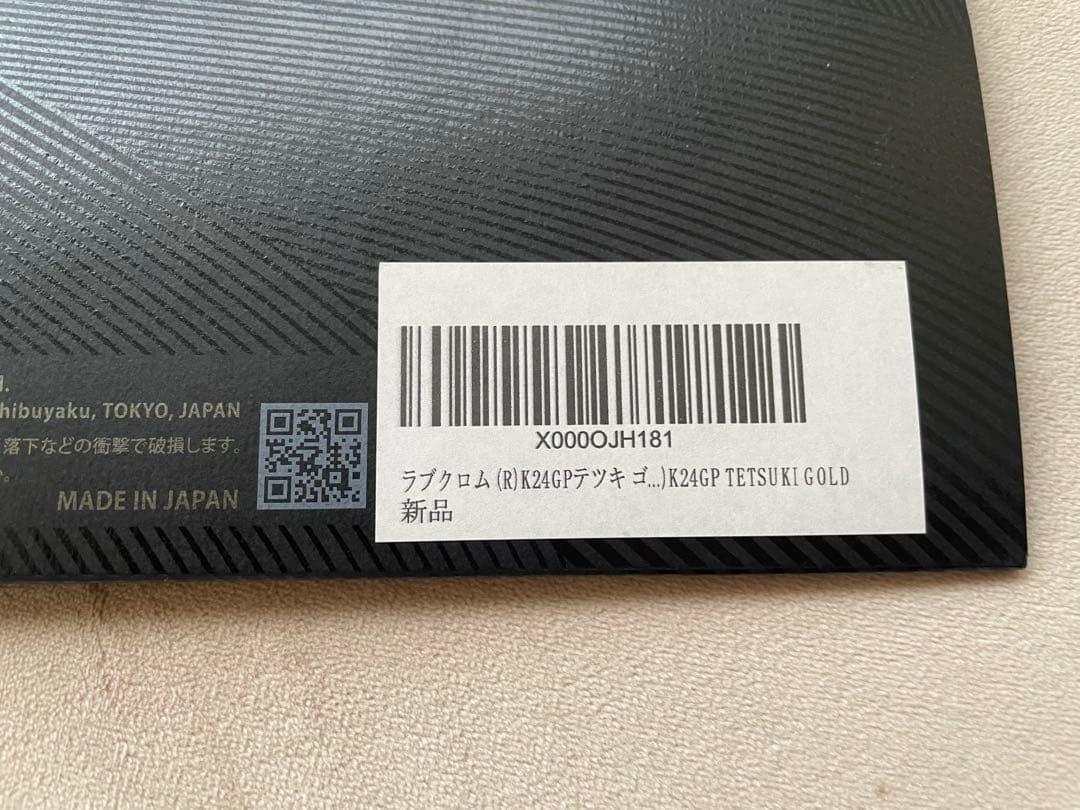 hibuyaku, TOKYO, JAPAN
落下などの衝撃で破損します。
MADE IN JAPAN
X000OJH181
ラブクロム(R)K24GPテツキ ゴ...)K24GP TETSUKI GOLD
新品